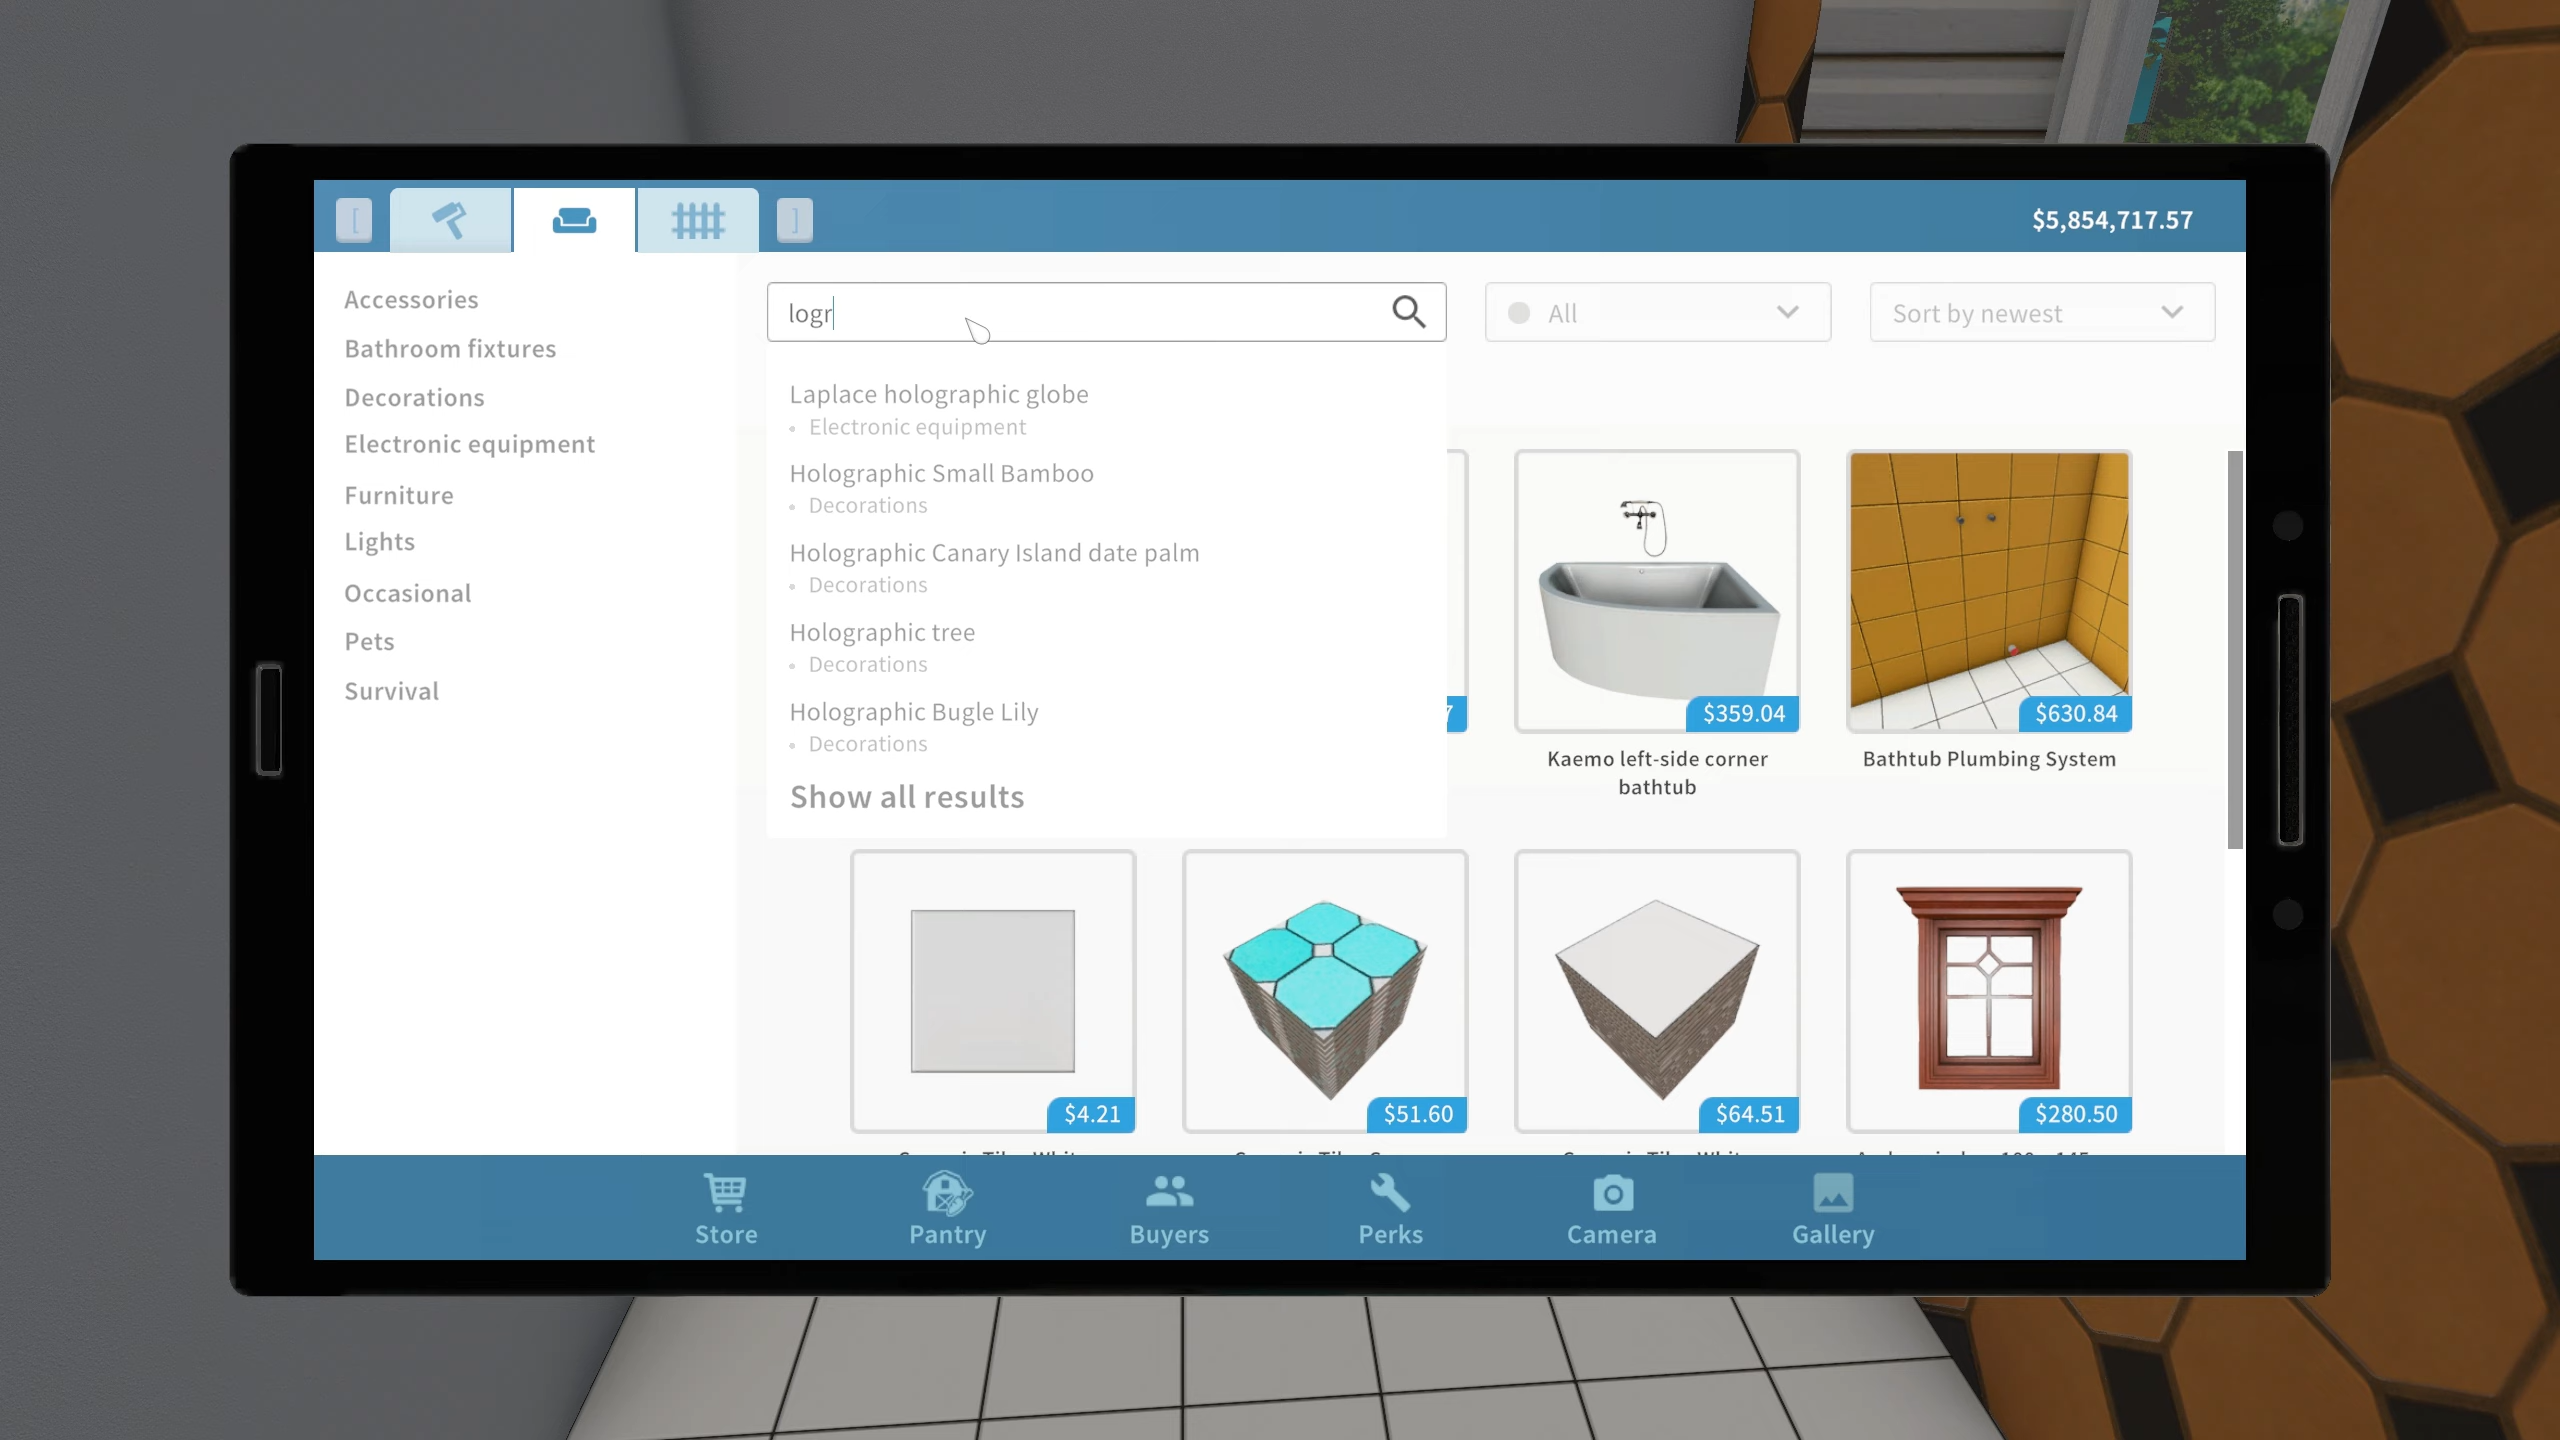 [
]
$5,854,717.57
Accessories
Bathroom fixtures
Decorations
Electronic equipment
Furniture
Lights
Occasional
Pets
Survival
logr
All
Sort by newest
Laplace holographic globe
• Electronic equipment
Holographic Small Bamboo
• Decorations
Holographic Canary Island date palm
• Decorations
Holographic tree
• Decorations
Holographic Bugle Lily
• Decorations
Show all results
7
$359.04
Kaemo left-side corner
bathtub
$630.84
Bathtub Plumbing System
$4.21
$51.60
$64.51
$280.50
Store
Pantry
Buyers
Perks
Camera
Gallery